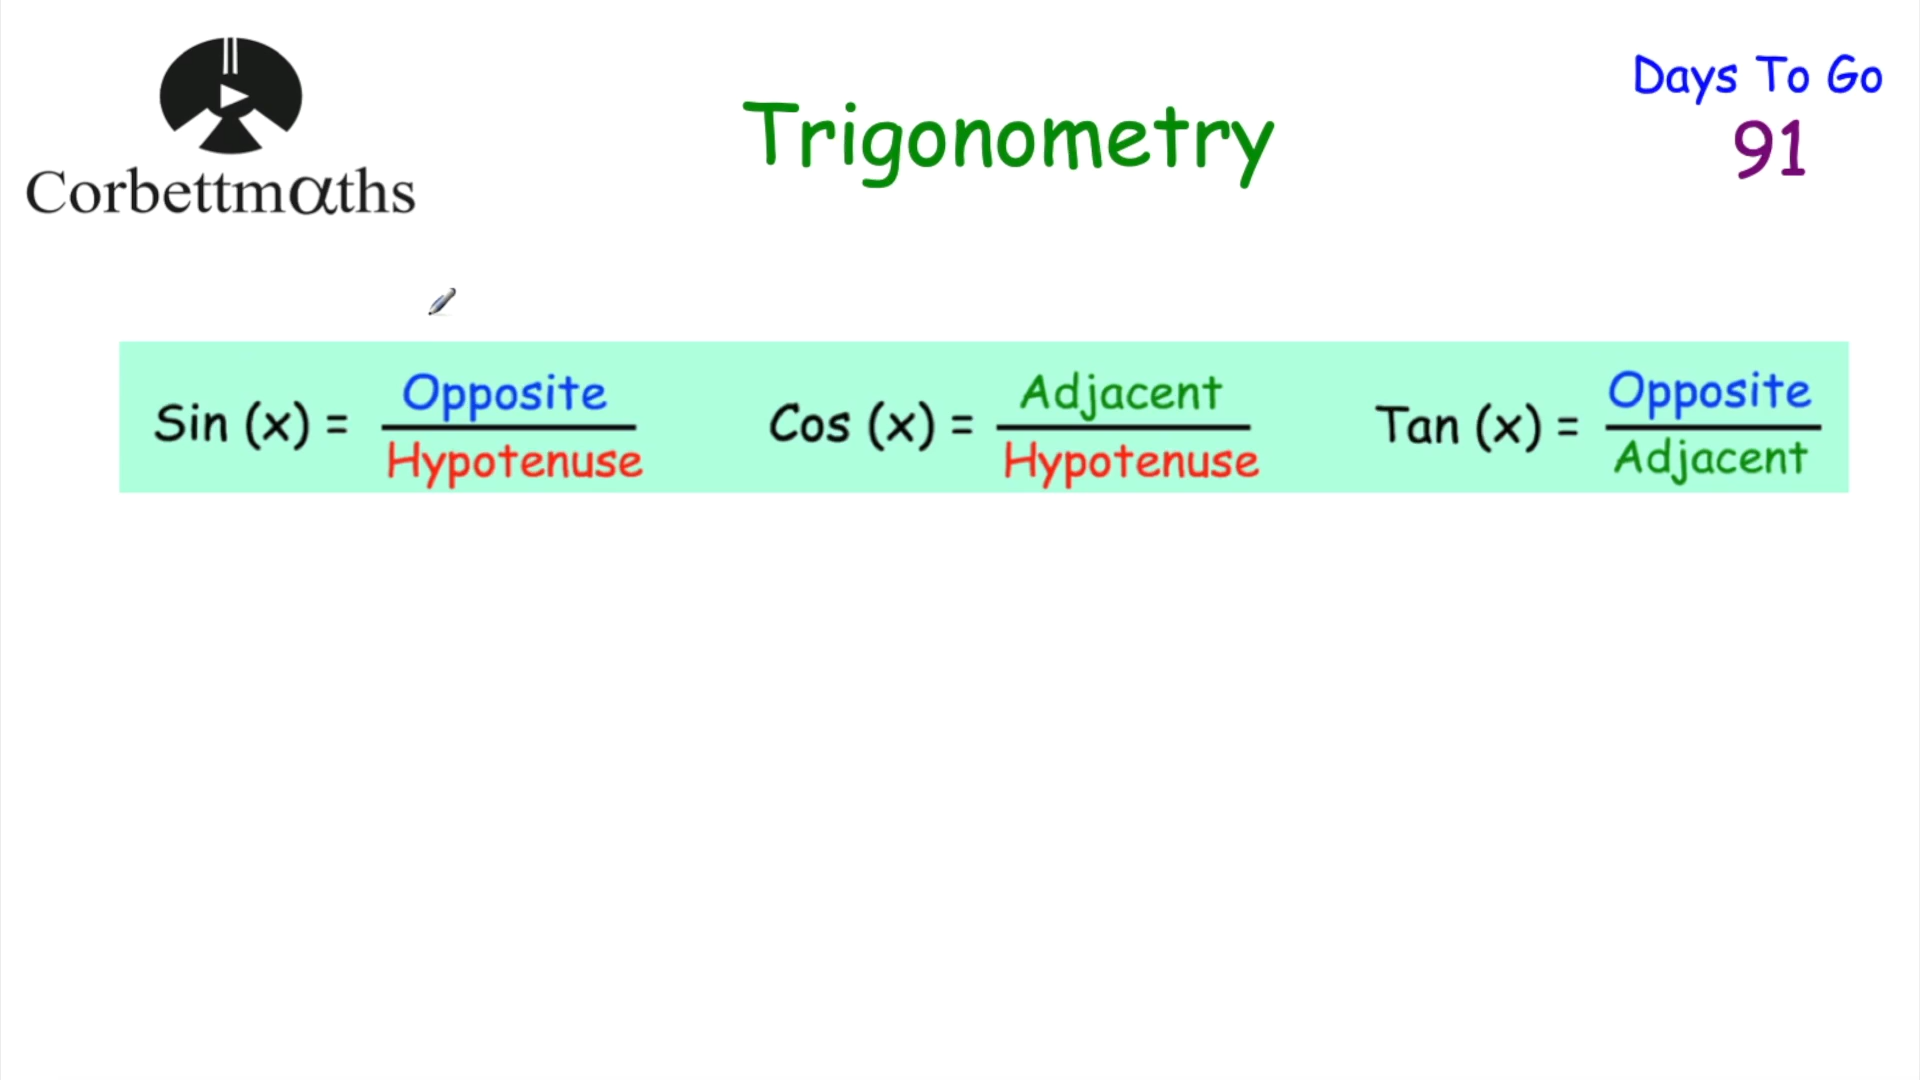 Corbettmαths
Trigonometry
Days To Go
91
Sin (x) = Opposite / Hypotenuse
Cos (x) = Adjacent / Hypotenuse
Tan (x) = Opposite / Adjacent